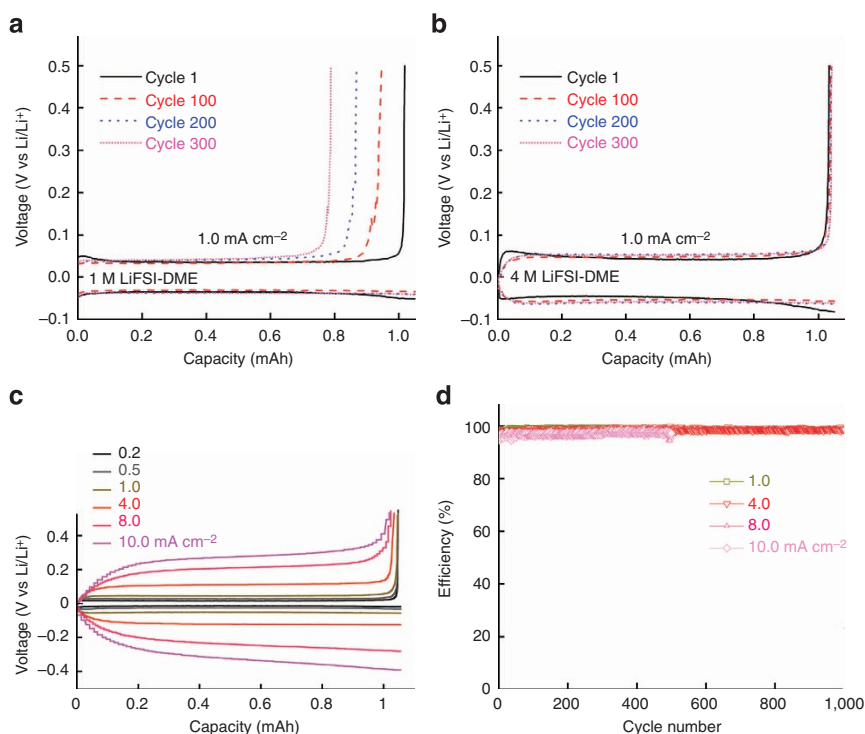 a
Voltage (V vs Li/Li⁺)
0.5
0.4
0.3
0.2
0.1
0.0
–0.1
Cycle 1
Cycle 100
Cycle 200
Cycle 300
1.0 mA cm⁻²
1 M LiFSI-DME
0.0 0.2 0.4 0.6 0.8 1.0
Capacity (mAh)
b
Voltage (V vs Li/Li⁺)
0.5
0.4
0.3
0.2
0.1
0.0
–0.1
Cycle 1
Cycle 100
Cycle 200
Cycle 300
1.0 mA cm⁻²
4 M LiFSI-DME
0.0 0.2 0.4 0.6 0.8 1.0
Capacity (mAh)
c
Voltage (V vs Li/Li⁺)
0.2
0.5
1.0
4.0
8.0
10.0 mA cm⁻²
0.4
0.2
0
–0.2
–0.4
0 0.2 0.4 0.6 0.8 1
Capacity (mAh)
d
Efficiency (%)
100
80
60
40
20
0
1.0
4.0
8.0
10.0 mA cm⁻²
0 200 400 600 800 1,000
Cycle number